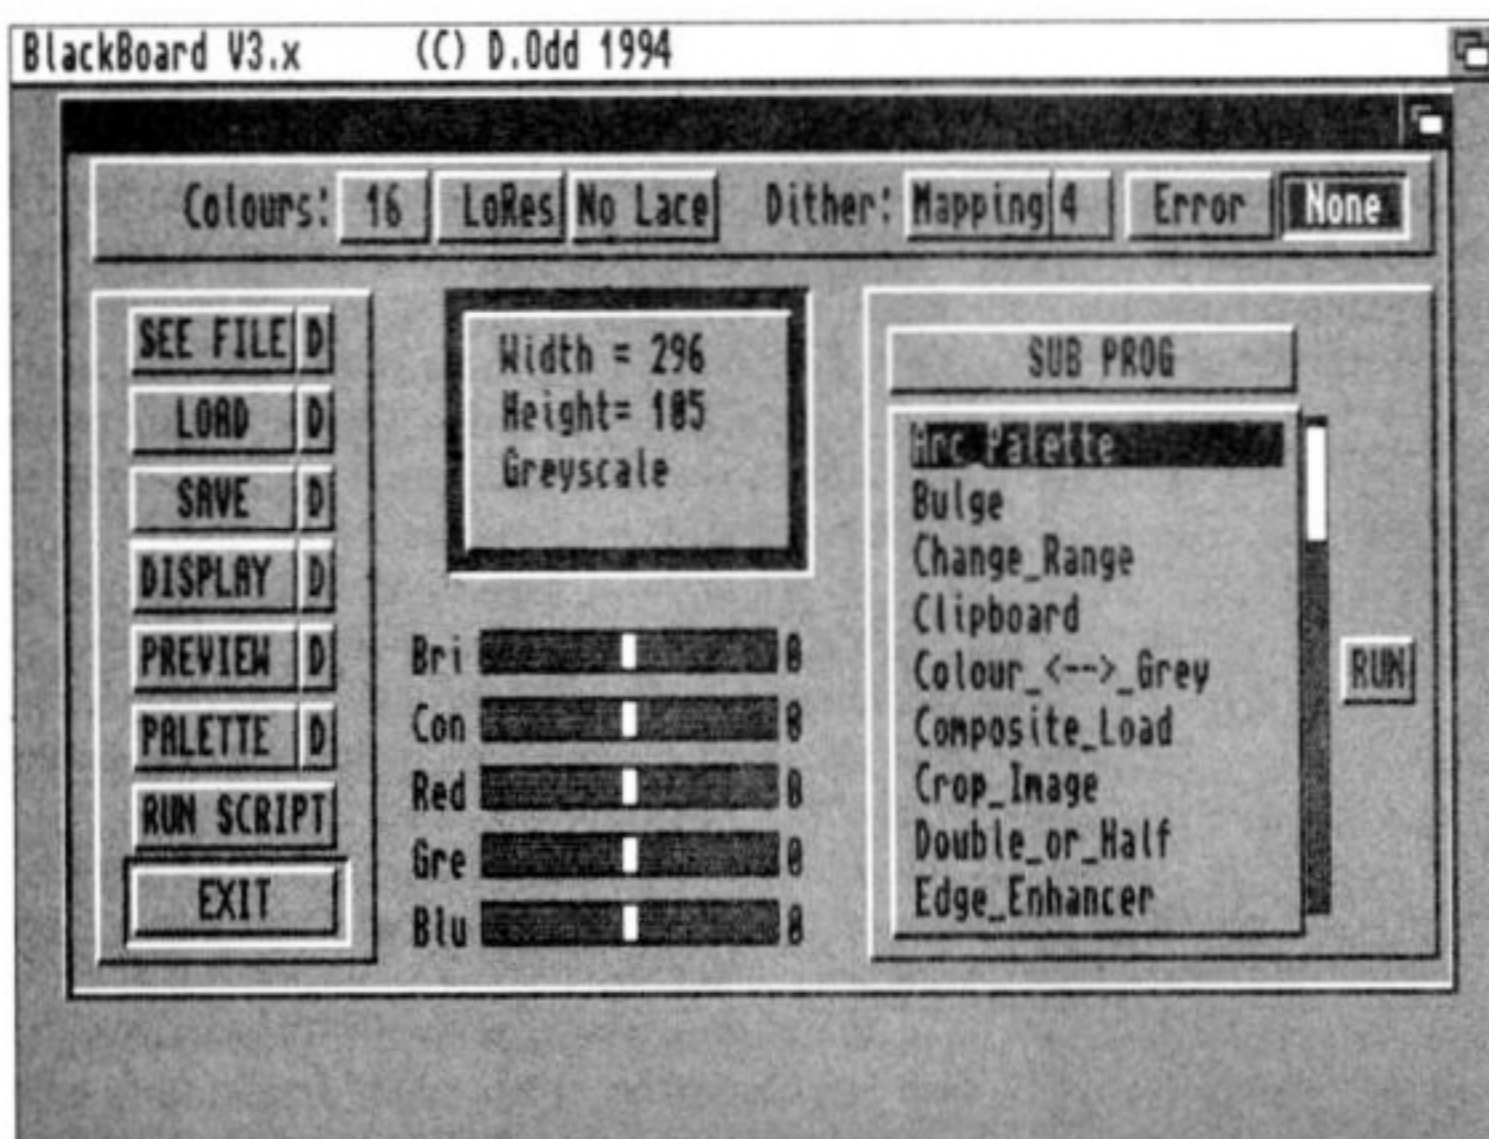 BlackBoard V3.x (C) D.Odd 1994
Colours: 16 LoRes No Lace Dither: Mapping 4 Error None
SEE FILE D
LOAD D
SAVE D
DISPLAY D
PREVIEW D
PALETTE D
RUN SCRIPT
EXIT
Width = 296
Height= 185
Greyscale
Bri 0
Con 0
Red 0
Gre 0
Blu 0
SUB PROG
Arc_Palette
Bulge
Change_Range
Clipboard
Colour_<-->_Grey
Composite_Load
Crop_Image
Double_or_Half
Edge_Enhancer
RUN